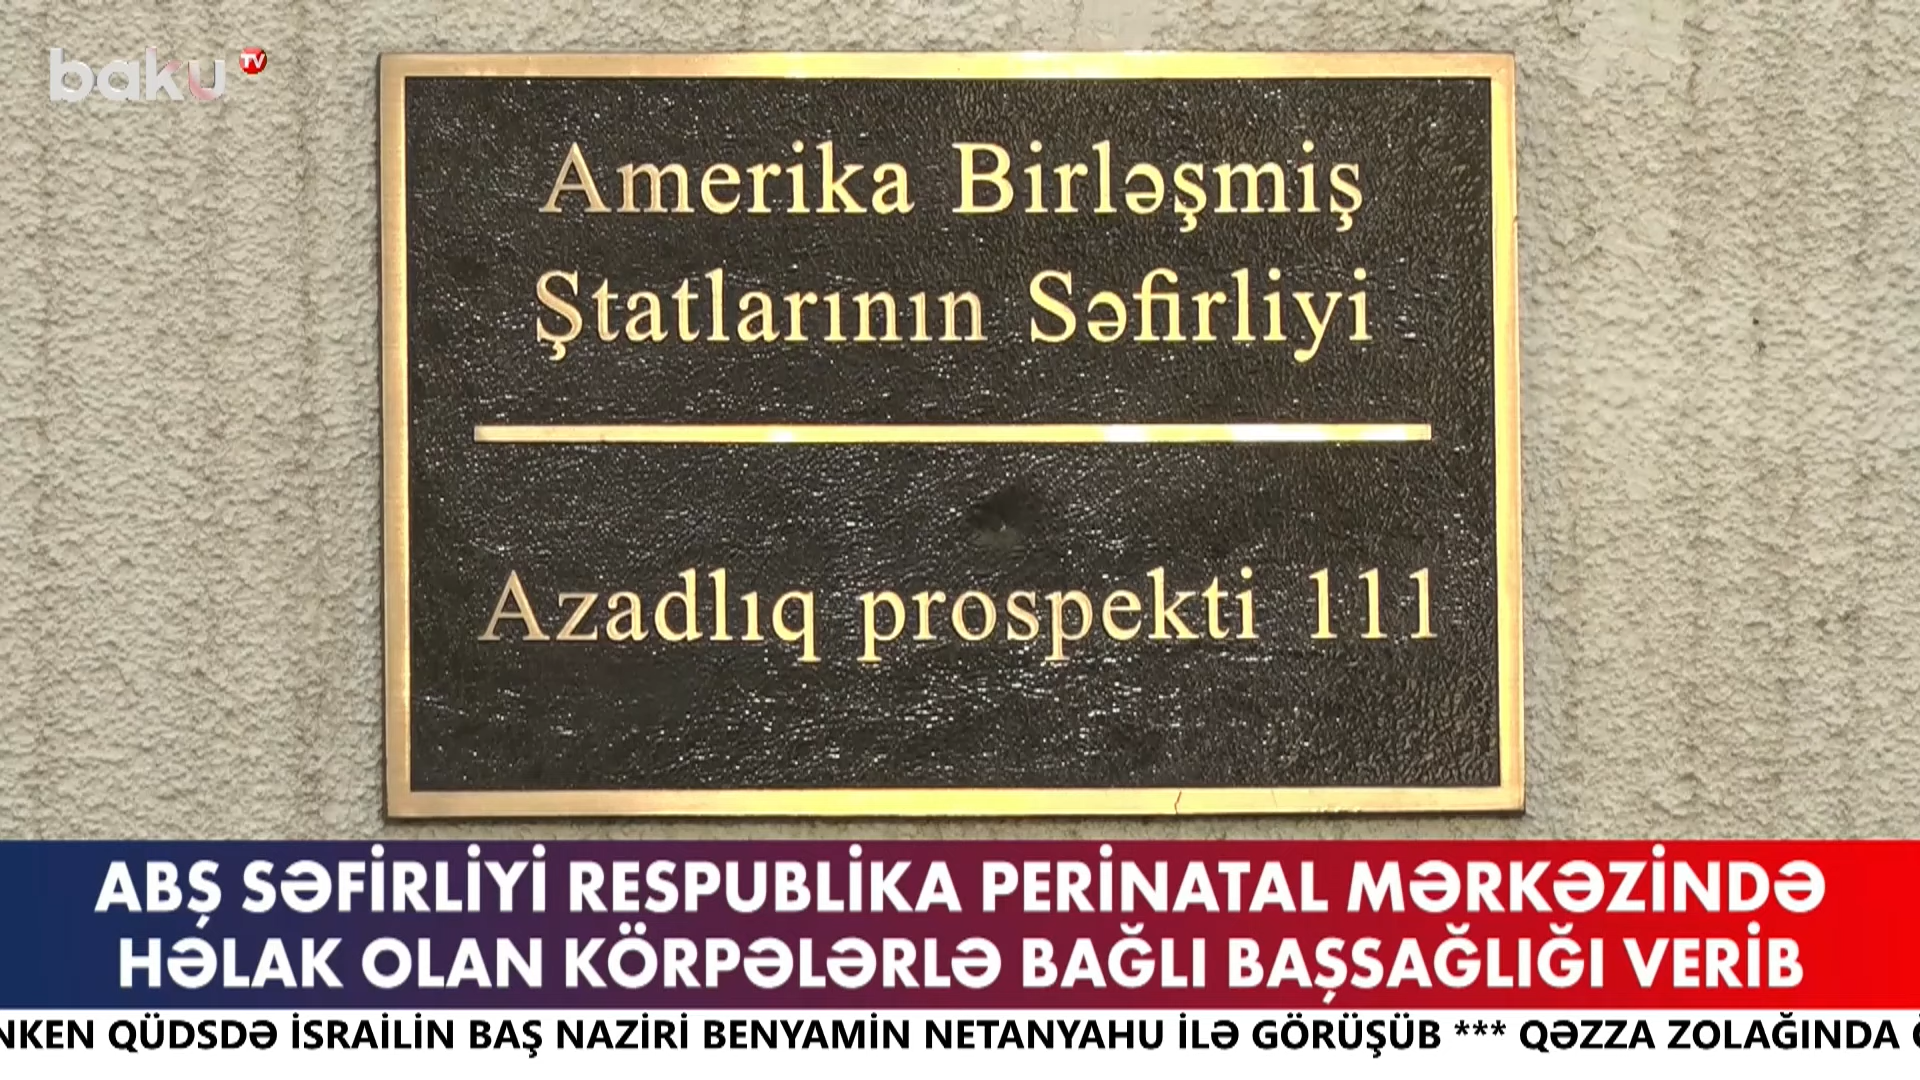 baku TV
Amerika Birləşmiş
Ştatlarının Səfirliyi
Azadlıq prospekti 111
ABŞ SƏFİRLİYİ RESPUBLİKA PERİNATAL MƏRKƏZİNDƏ
HƏLAK OLAN KÖRPƏLƏRLƏ BAĞLI BAŞSAĞLIĞI VERİB
NKEN QÜDSDƏ İSRAİLİN BAŞ NAZİRİ BENYAMİN NETANYAHU İLƏ GÖRÜŞÜB *** QƏZZA ZOLAĞINDA